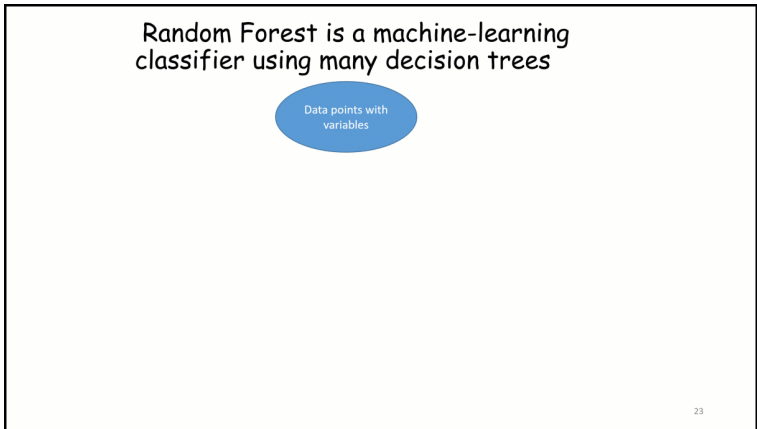 Random Forest is a machine-learning
classifier using many decision trees
Data points with
variables
23